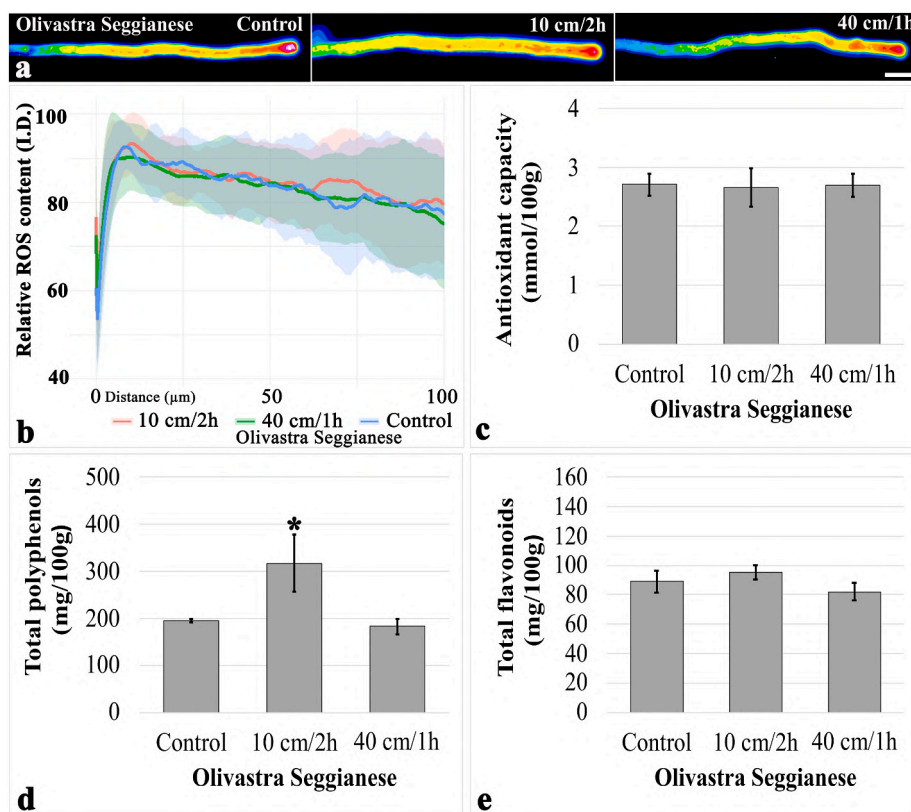 Olivastra Seggianese Control 10 cm/2h 40 cm/1h
a
Relative ROS content (I.D.)
100
80
60
40
0 Distance (µm) 50 100
10 cm/2h 40 cm/1h Control
Olivastra Seggianese
b
Antioxidant capacity
(mmol/100g)
4
3
2
1
0
Control 10 cm/2h 40 cm/1h
Olivastra Seggianese
c
Total polyphenols
(mg/100g)
500
400
300
200
100
0
*
Control 10 cm/2h 40 cm/1h
Olivastra Seggianese
d
Total flavonoids
(mg/100g)
160
140
120
100
80
60
40
20
0
Control 10 cm/2h 40 cm/1h
Olivastra Seggianese
e